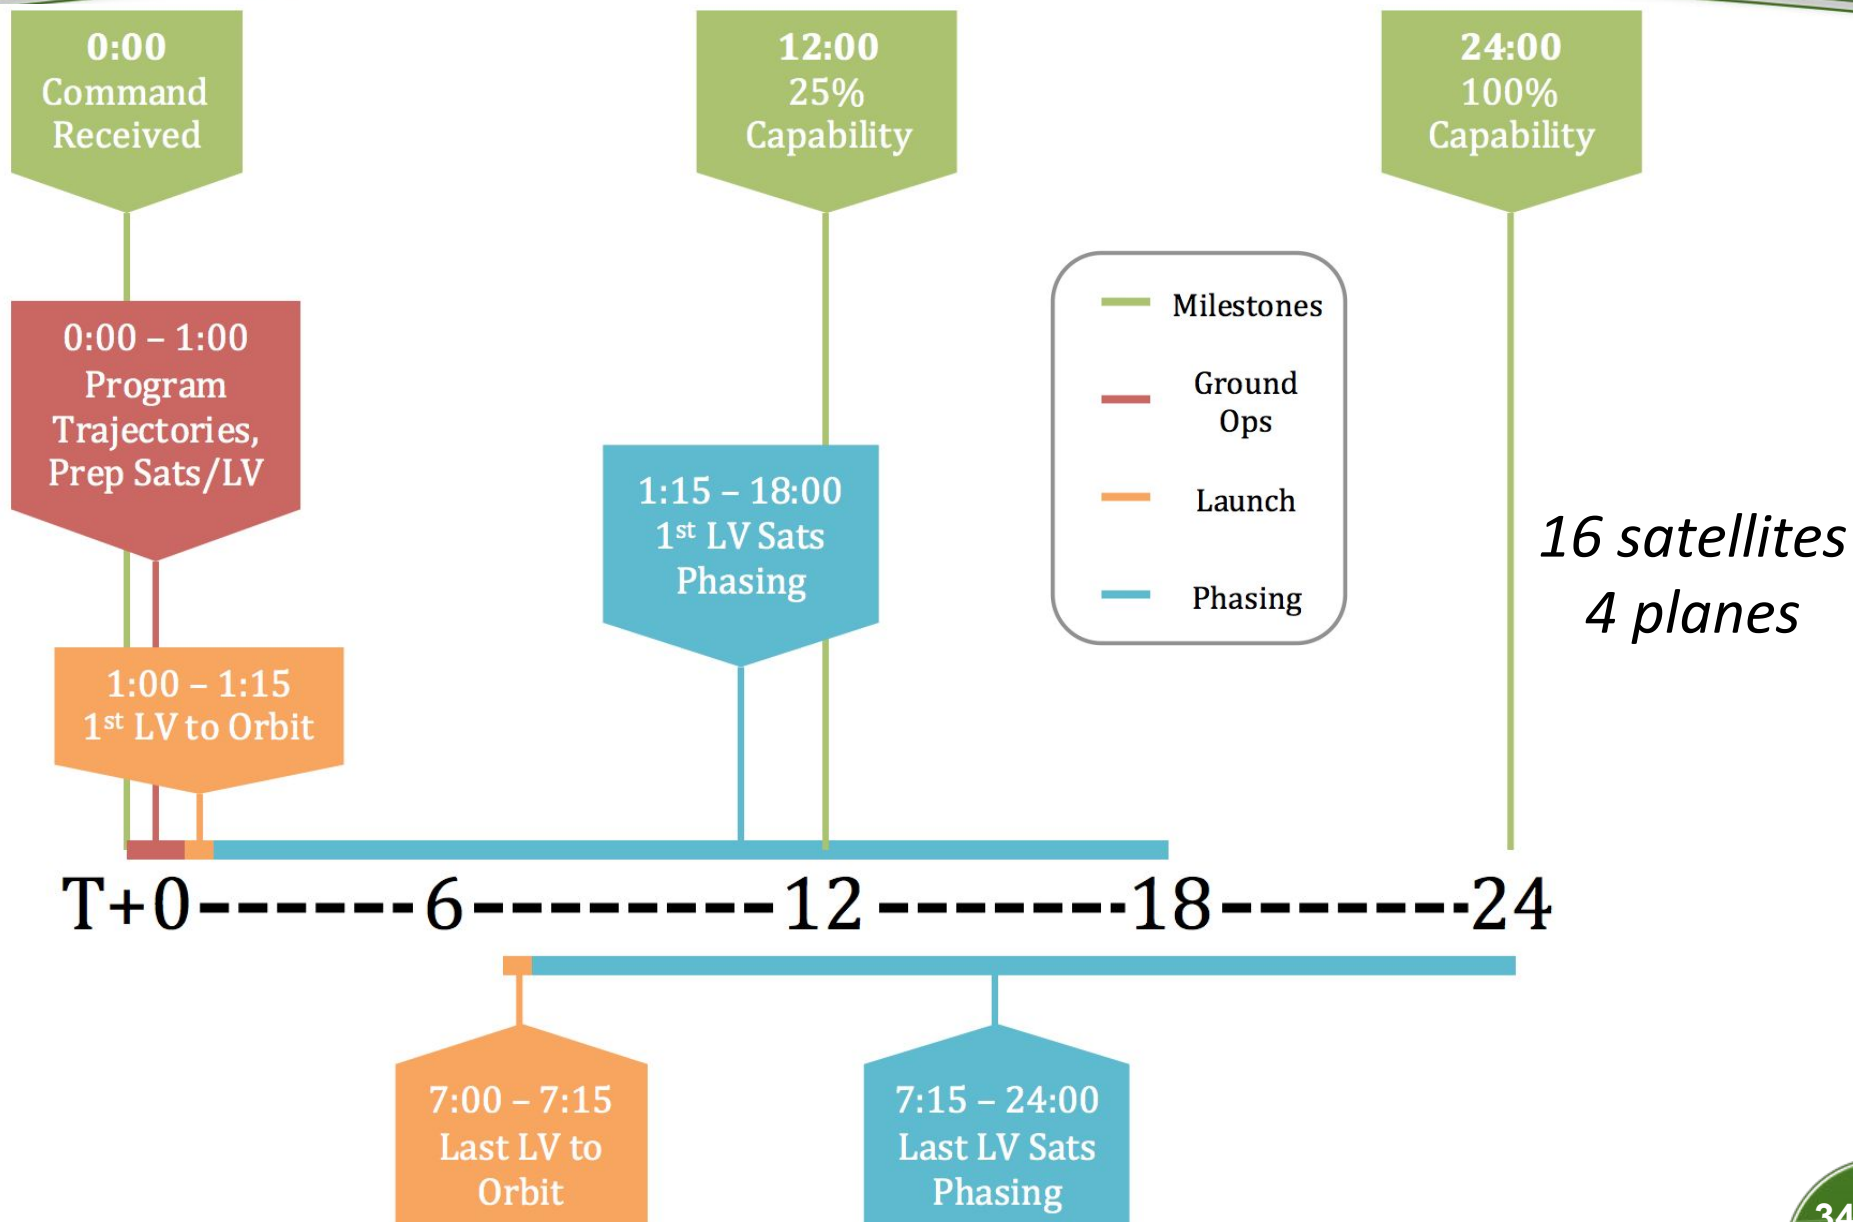 0:00
Command
Received
12:00
25%
Capability
24:00
100%
Capability
0:00 – 1:00
Program
Trajectories,
Prep Sats/LV
Milestones
Ground
Ops
Launch
Phasing
1:15 – 18:00
1st LV Sats
Phasing
16 satellites
4 planes
1:00 – 1:15
1st LV to Orbit
T+0-------6---------12--------18--------24
7:00 – 7:15
Last LV to
Orbit
7:15 – 24:00
Last LV Sats
Phasing
34